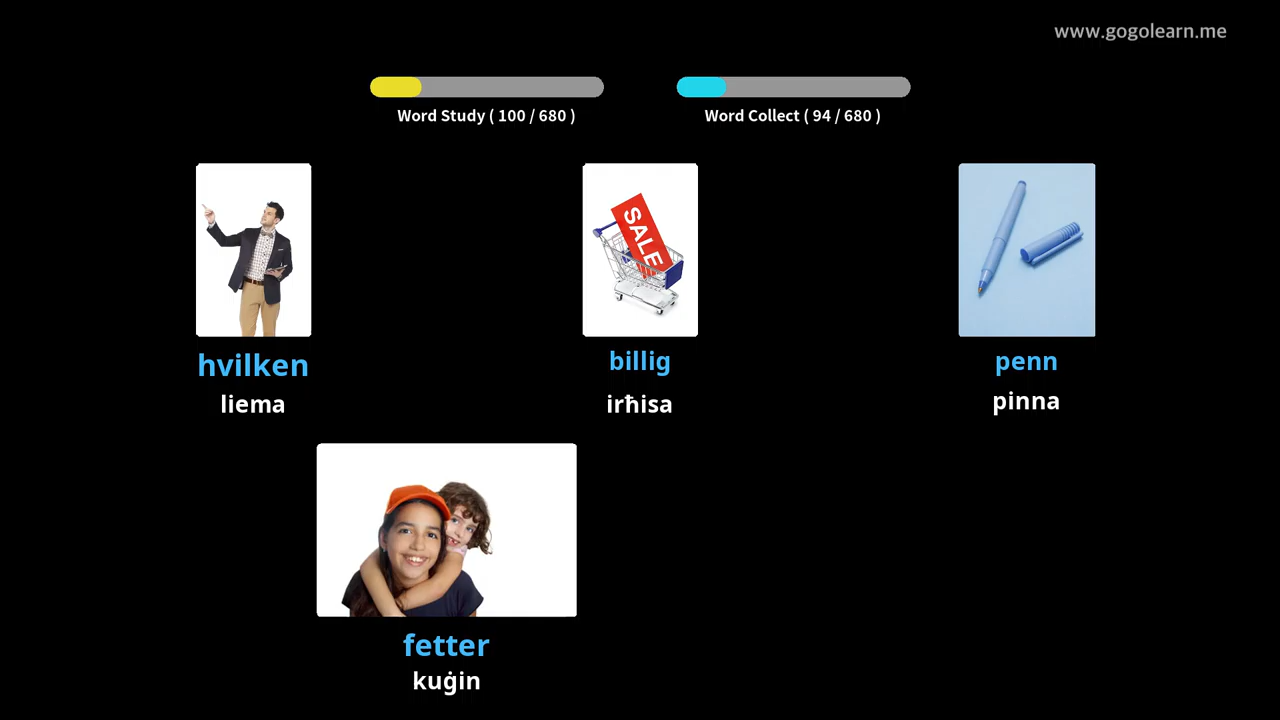 www.gogolearn.me
Word Study ( 100 / 680 )
Word Collect ( 94 / 680 )
SALE
hvilken
billig
penn
liema
irħisa
pinna
fetter
kuġin